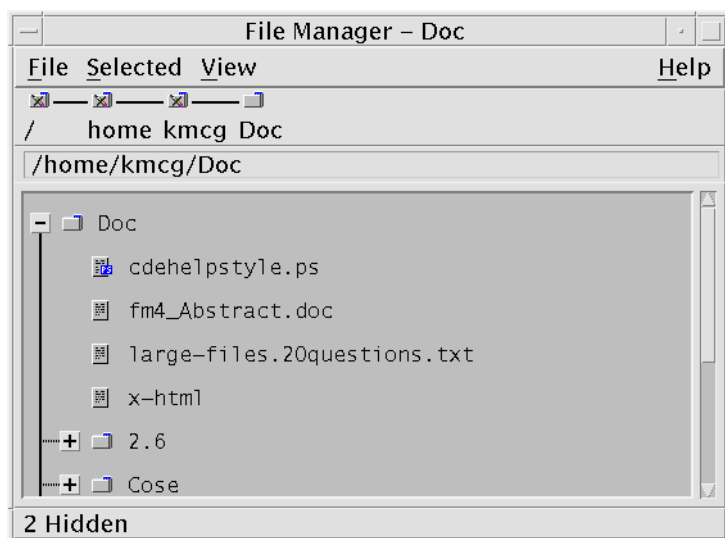 File Manager – Doc
File Selected View Help
/ home kmcg Doc
/home/kmcg/Doc
Doc
cdehelpstyle.ps
fm4_Abstract.doc
large–files.20questions.txt
x–html
2.6
Cose
2 Hidden